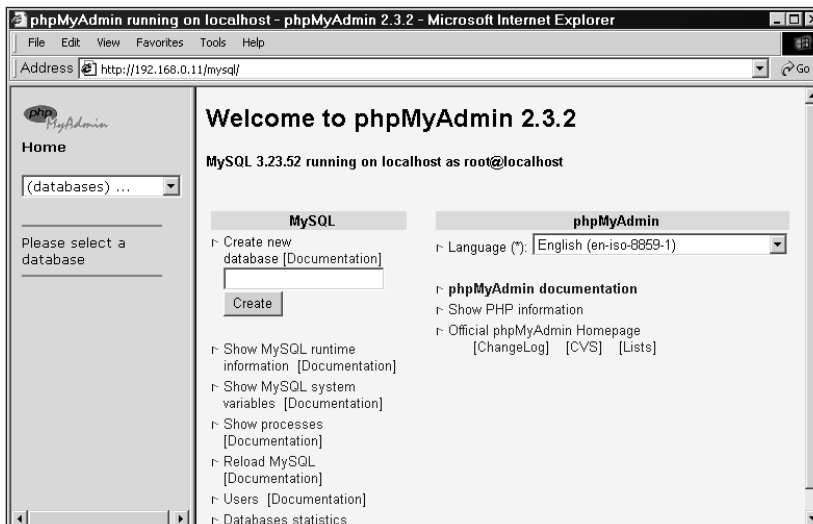 phpMyAdmin running on localhost - phpMyAdmin 2.3.2 - Microsoft Internet Explorer
File Edit View Favorites Tools Help
Address http://192.168.0.11/mysql/ Go
php
MyAdmin
Home
(databases) ...
Please select a
database
Welcome to phpMyAdmin 2.3.2
MySQL 3.23.52 running on localhost as root@localhost
MySQL
Create new
database [Documentation]
Create
Show MySQL runtime
information [Documentation]
Show MySQL system
variables [Documentation]
Show processes
[Documentation]
Reload MySQL
[Documentation]
Users [Documentation]
Databases statistics
phpMyAdmin
Language (*): English (en-iso-8859-1)
phpMyAdmin documentation
Show PHP information
Official phpMyAdmin Homepage
[ChangeLog] [CVS] [Lists]